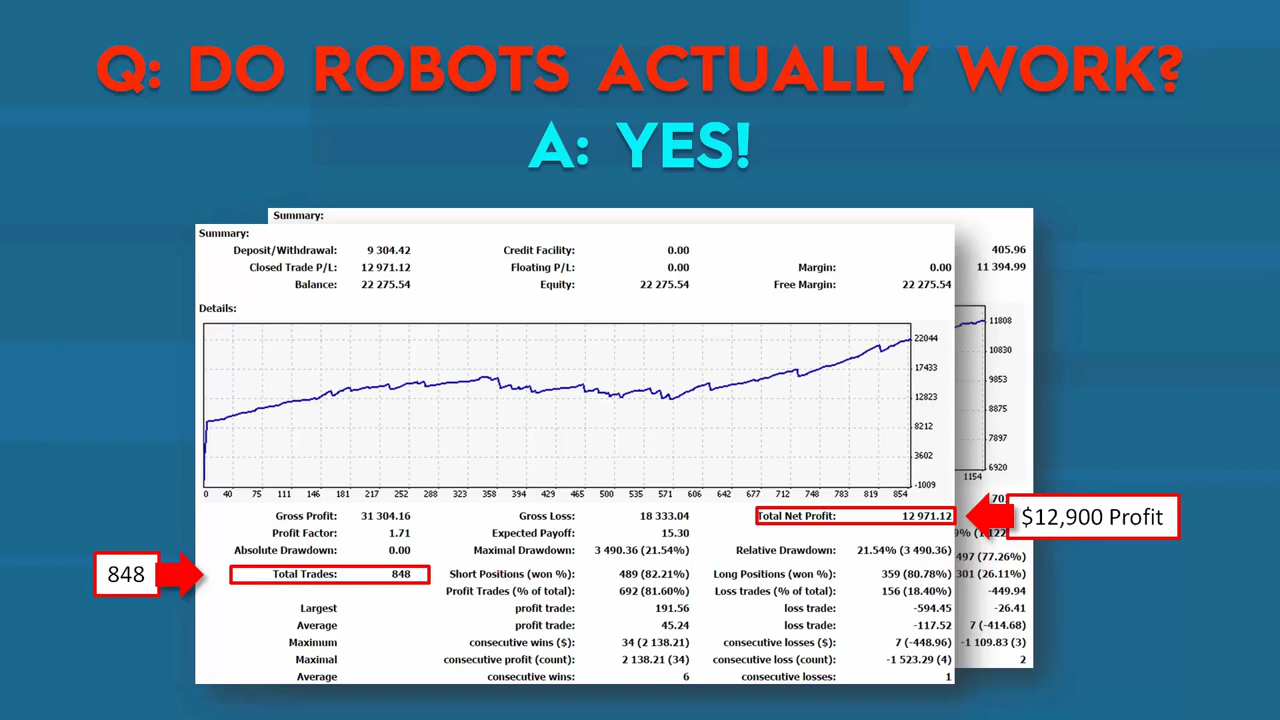 Q: DO ROBOTS ACTUALLY WORK?
A: YES!
Summary:
Summary:
Deposit/Withdrawal: 9 304.42 Credit Facility: 0.00 405.96
Closed Trade P/L: 12 971.12 Floating P/L: 0.00 Margin: 0.00 11 394.99
Balance: 22 275.54 Equity: 22 275.54 Free Margin: 22 275.54
Details:
22044 11808
17433 10830
12823 9853
8212 8875
3602 7897
-1009 6920
0 40 75 111 146 181 217 252 288 323 358 394 429 465 500 535 571 606 642 677 712 748 783 819 854 1154
Gross Profit: 31 304.16 Gross Loss: 18 333.04 Total Net Profit: 12 971.12
$12,900 Profit
Profit Factor: 1.71 Expected Payoff: 15.30
Absolute Drawdown: 0.00 Maximal Drawdown: 3 490.36 (21.54%) Relative Drawdown: 21.54% (3 490.36)
848
Total Trades: 848 Short Positions (won %): 489 (82.21%) Long Positions (won %): 359 (80.78%) 497 (77.26%)
Profit Trades (% of total): 692 (81.60%) Loss trades (% of total): 156 (18.40%) 301 (26.11%)
Largest profit trade: 191.56 loss trade: -594.45 -449.94
Average profit trade: 45.24 loss trade: -117.52 -26.41
Maximum consecutive wins ($): 34 (2 138.21) consecutive losses ($): 7 (-448.96) 7 (-414.68)
Maximal consecutive profit (count): 2 138.21 (34) consecutive loss (count): -1 523.29 (4) -1 109.83 (3)
Average consecutive wins: 6 consecutive losses: 1 2